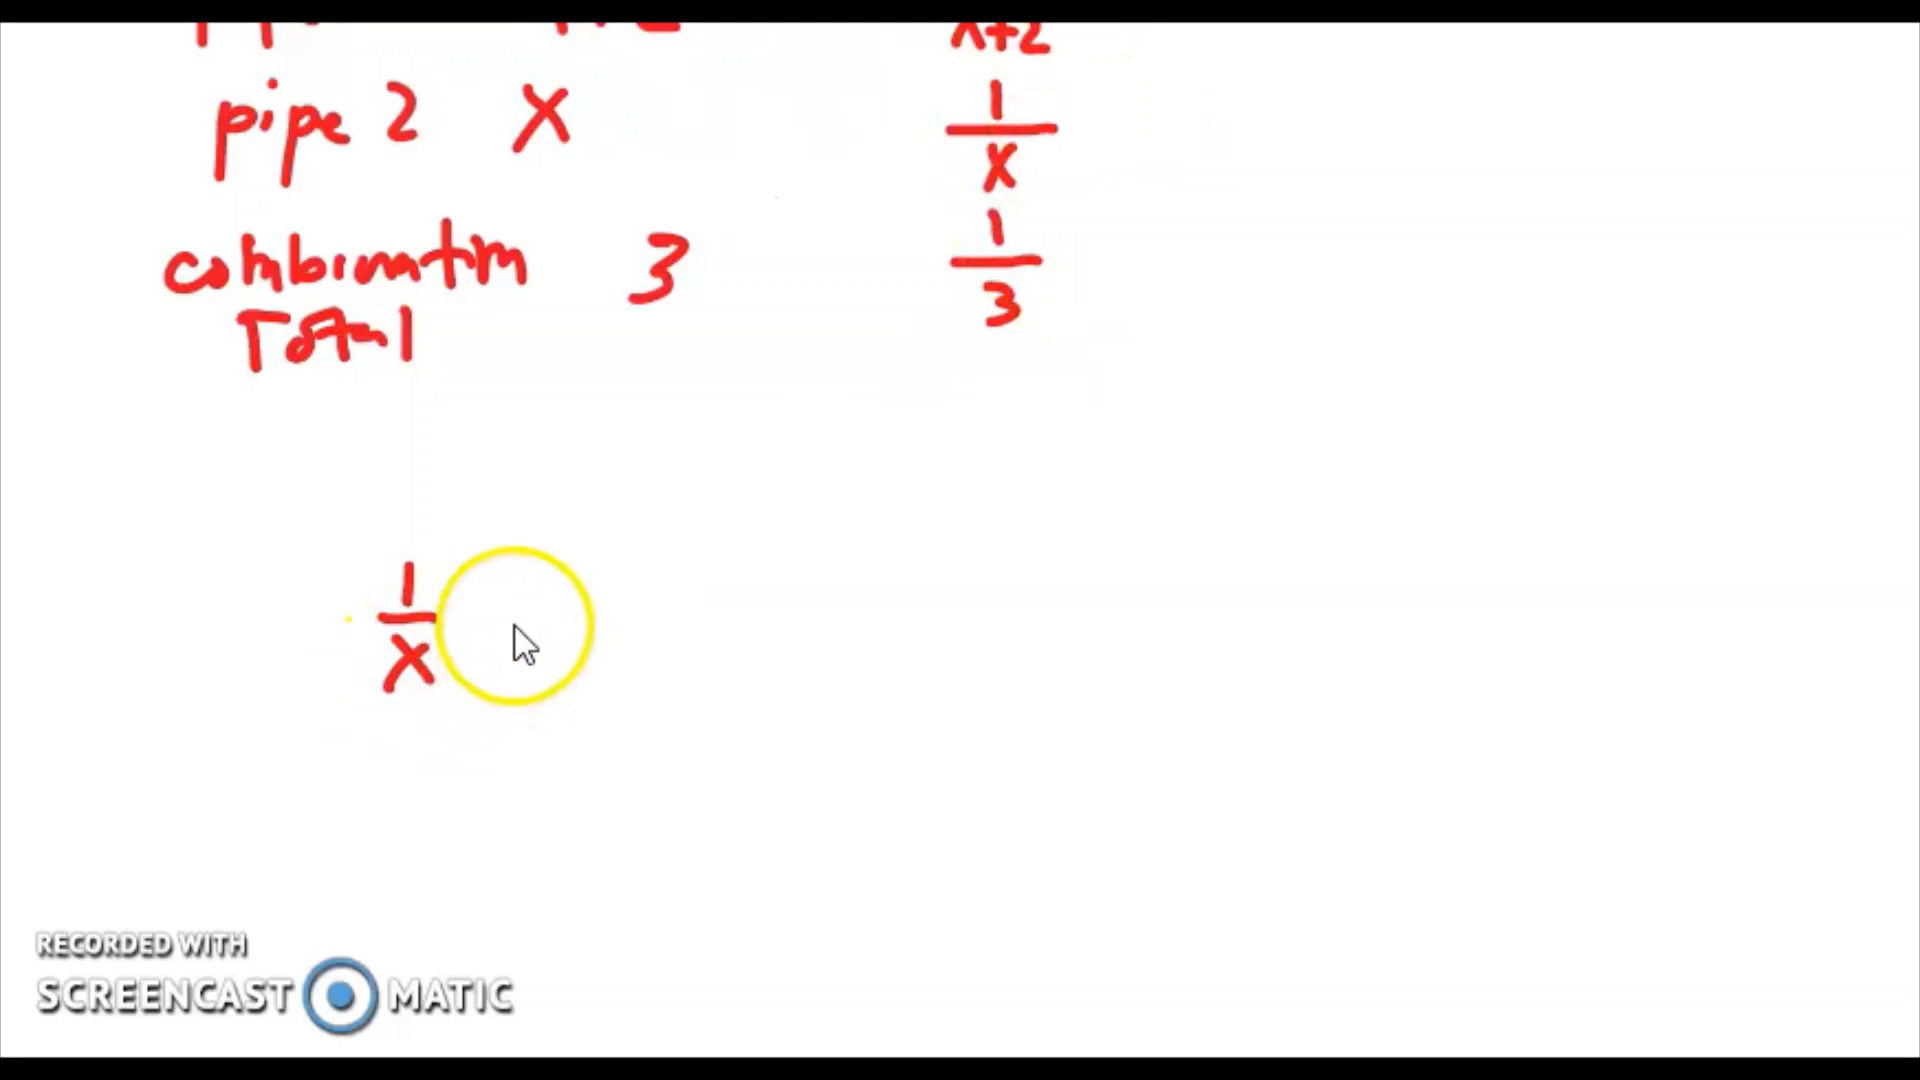 x+2
pipe 2 X 1/x
combination 3 1/3
Total
1/x
RECORDED WITH
SCREENCAST MATIC